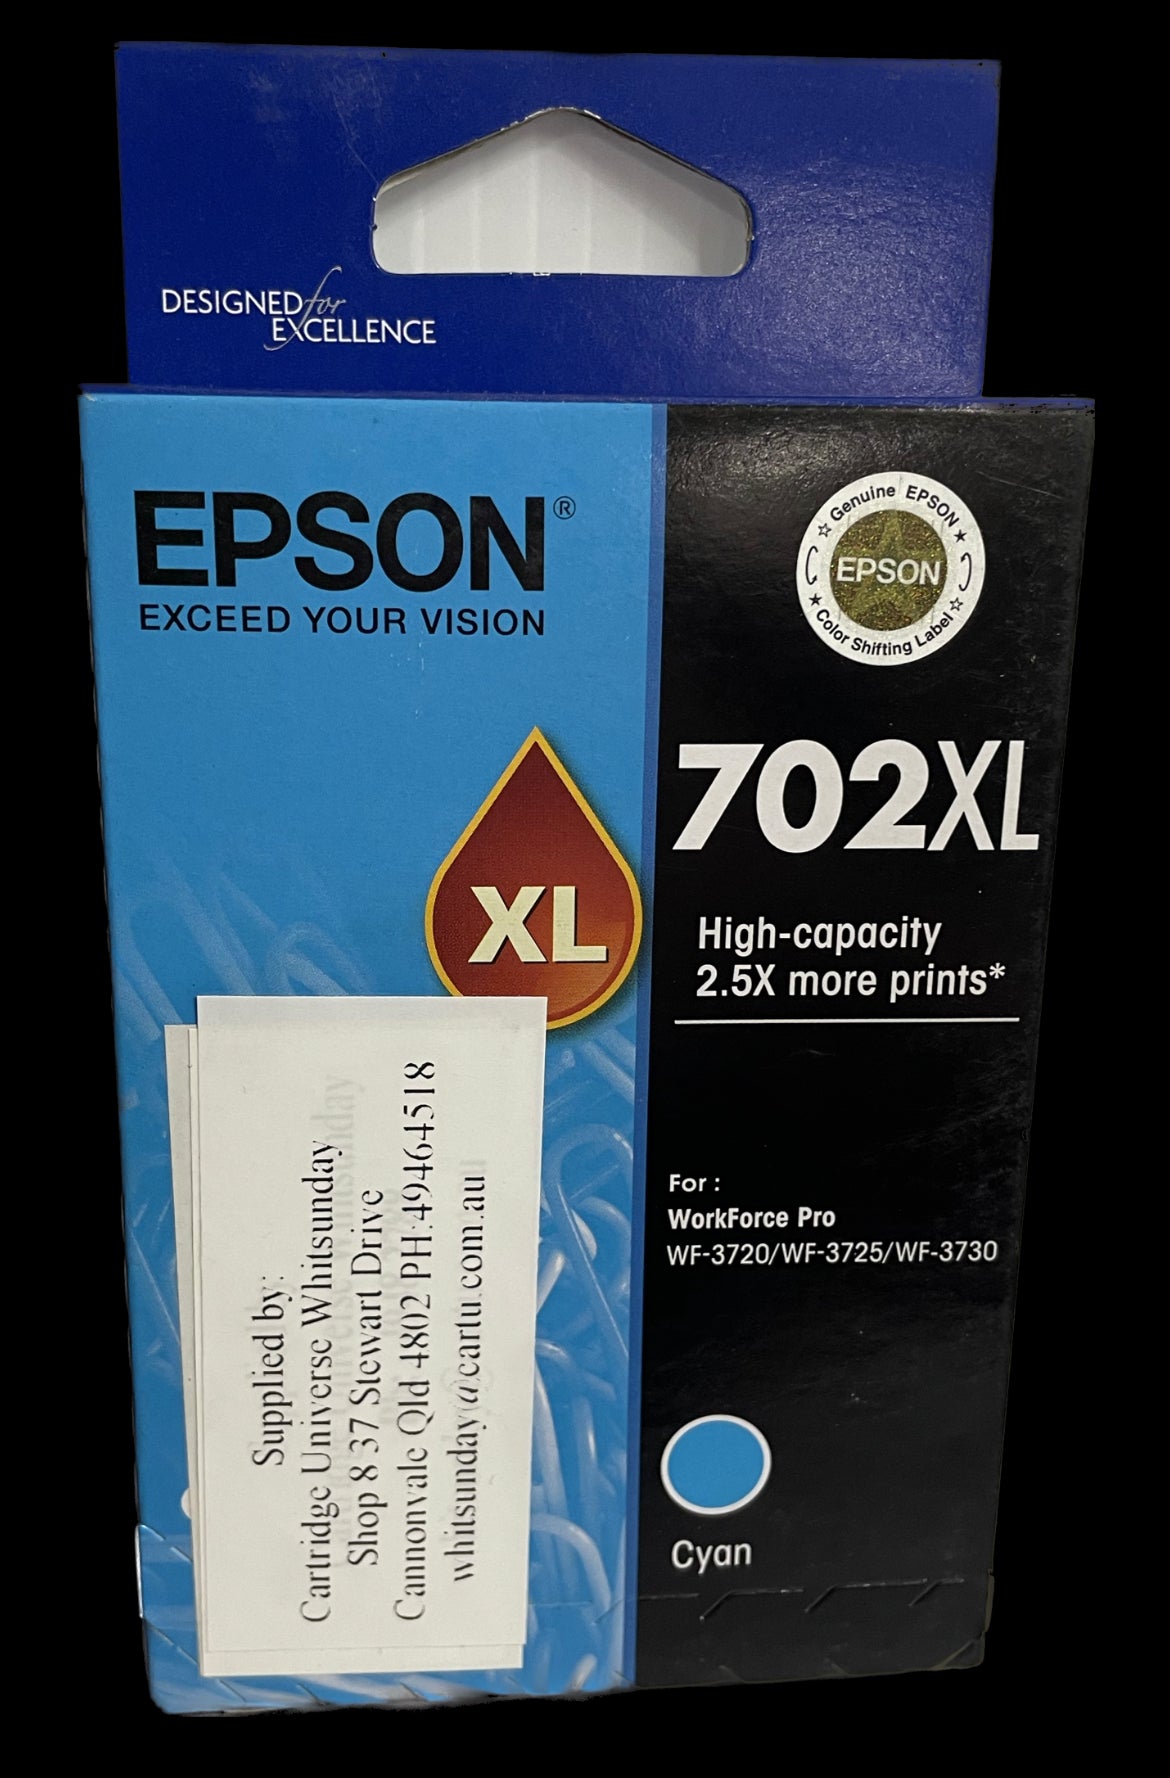 DESIGNED for
EXCELLENCE
EPSON®
EXCEED YOUR VISION
Genuine EPSON
EPSON
Color Shifting Label
702XL
XL
High-capacity
2.5X more prints*
For :
WorkForce Pro
WF-3720/WF-3725/WF-3730
Cyan
Supplied by:
Cartridge Universe Whitsunday
Shop 8 37 Stewart Drive
Cannonvale Qld 4802 PH:49464518
whitsunday@cartu.com.au